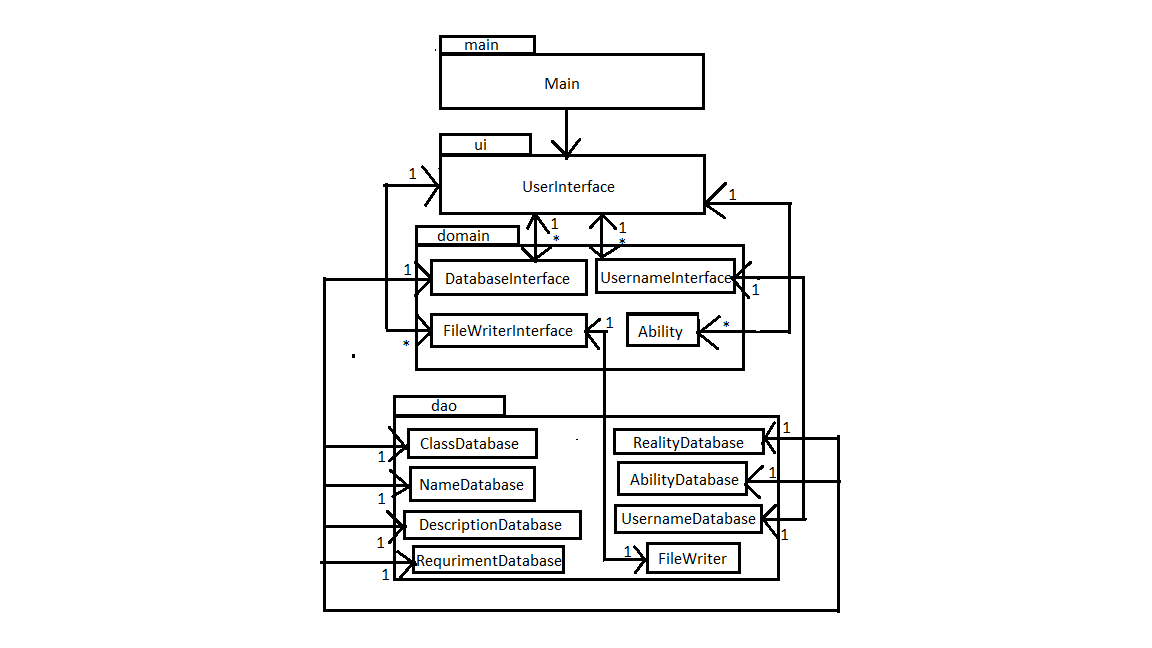 main
Main
ui
1
UserInterface
1
1
1
*
*
domain
1
DatabaseInterface
UsernameInterface
1
FileWriterInterface
1
Ability
*
*
dao
ClassDatabase
1
RealityDatabase
1
NameDatabase
1
AbilityDatabase
1
DescriptionDatabase
1
UsernameDatabase
1
RequrimentDatabase
1
1
FileWriter